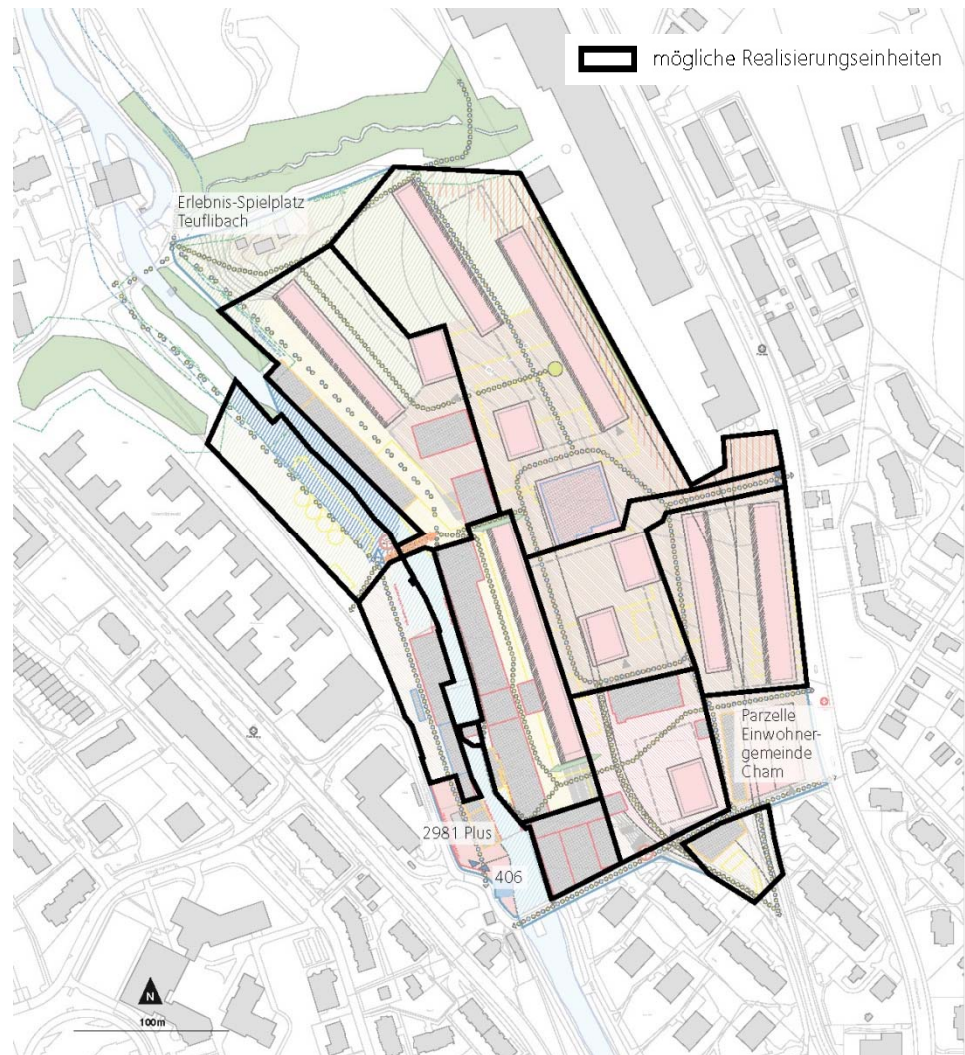 mögliche Realisierungseinheiten
Erlebnis-Spielplatz
Teuflibach
Parzelle
Einwohner-
gemeinde
Cham
2981 Plus
406
N
100m